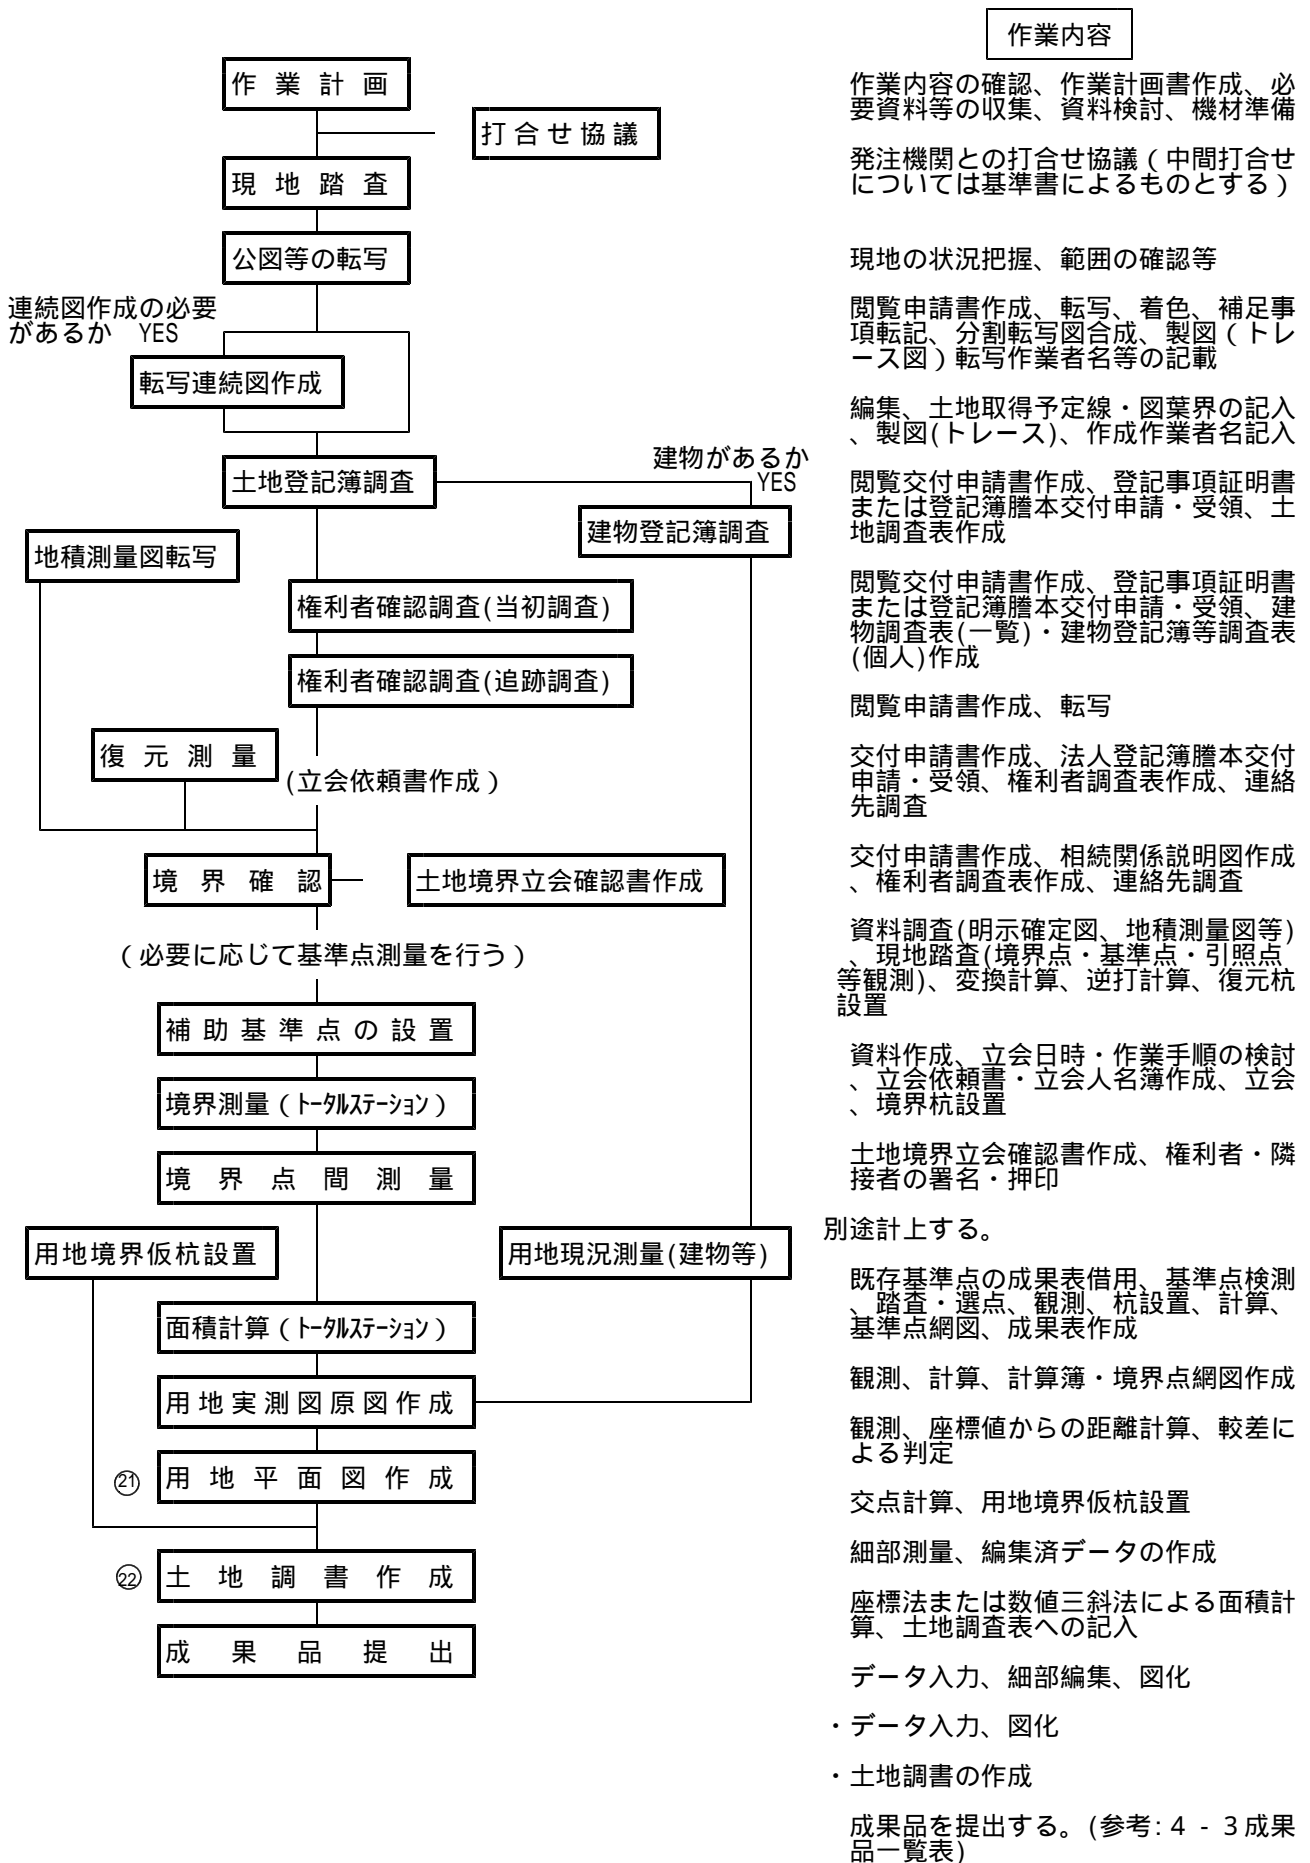 作業計画
打合せ協議
現地踏査
公図等の転写
連続図作成の必要
があるか　YES
転写連続図作成
土地登記簿調査
建物があるか
YES
建物登記簿調査
地積測量図転写
権利者確認調査(当初調査)
権利者確認調査(追跡調査)
復元測量
(立会依頼書作成）
境界確認
土地境界立会確認書作成
（必要に応じて基準点測量を行う）
補助基準点の設置
境界測量（ﾄｰﾀﾙｽﾃｰｼｮﾝ）
境界点間測量
用地境界仮杭設置
用地現況測量(建物等)
面積計算（ﾄｰﾀﾙｽﾃｰｼｮﾝ）
用地実測図原図作成
㉑ 用地平面図作成
㉒ 土地調書作成
成果品提出
作業内容
作業内容の確認、作業計画書作成、必
要資料等の収集、資料検討、機材準備
発注機関との打合せ協議（中間打合せ
については基準書によるものとする）
現地の状況把握、範囲の確認等
閲覧申請書作成、転写、着色、補足事
項転記、分割転写図合成、製図（トレ
ース図）転写作業者名等の記載
編集、土地取得予定線・図葉界の記入
、製図(トレース)、作成作業者名記入
閲覧交付申請書作成、登記事項証明書
または登記簿謄本交付申請・受領、土
地調査表作成
閲覧交付申請書作成、登記事項証明書
または登記簿謄本交付申請・受領、建
物調査表(一覧)・建物登記簿等調査表
(個人)作成
閲覧申請書作成、転写
交付申請書作成、法人登記簿謄本交付
申請・受領、権利者調査表作成、連絡
先調査
交付申請書作成、相続関係説明図作成
、権利者調査表作成、連絡先調査
資料調査(明示確定図、地積測量図等)
、現地踏査(境界点・基準点・引照点
等観測)、変換計算、逆打計算、復元杭
設置
資料作成、立会日時・作業手順の検討
、立会依頼書・立会人名簿作成、立会
、境界杭設置
土地境界立会確認書作成、権利者・隣
接者の署名・押印
別途計上する。
既存基準点の成果表借用、基準点検測
、踏査・選点、観測、杭設置、計算、
基準点網図、成果表作成
観測、計算、計算簿・境界点網図作成
観測、座標値からの距離計算、較差に
よる判定
交点計算、用地境界仮杭設置
細部測量、編集済データの作成
座標法または数値三斜法による面積計
算、土地調査表への記入
データ入力、細部編集、図化
・データ入力、図化
・土地調書の作成
成果品を提出する。(参考:４‐３成果
品一覧表)